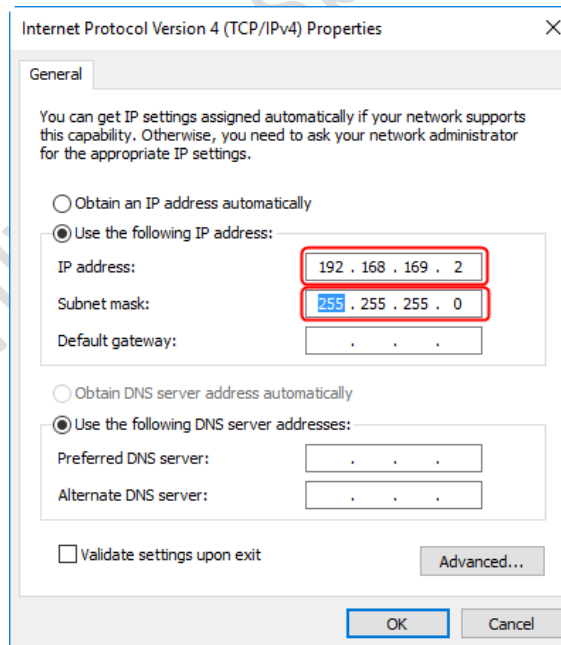 Internet Protocol Version 4 (TCP/IPv4) Properties
General
You can get IP settings assigned automatically if your network supports
this capability. Otherwise, you need to ask your network administrator
for the appropriate IP settings.
Obtain an IP address automatically
Use the following IP address:
IP address: 192 . 168 . 169 . 2
Subnet mask: 255 . 255 . 255 . 0
Default gateway: . . .
Obtain DNS server address automatically
Use the following DNS server addresses:
Preferred DNS server: . . .
Alternate DNS server: . . .
Validate settings upon exit
Advanced...
OK Cancel